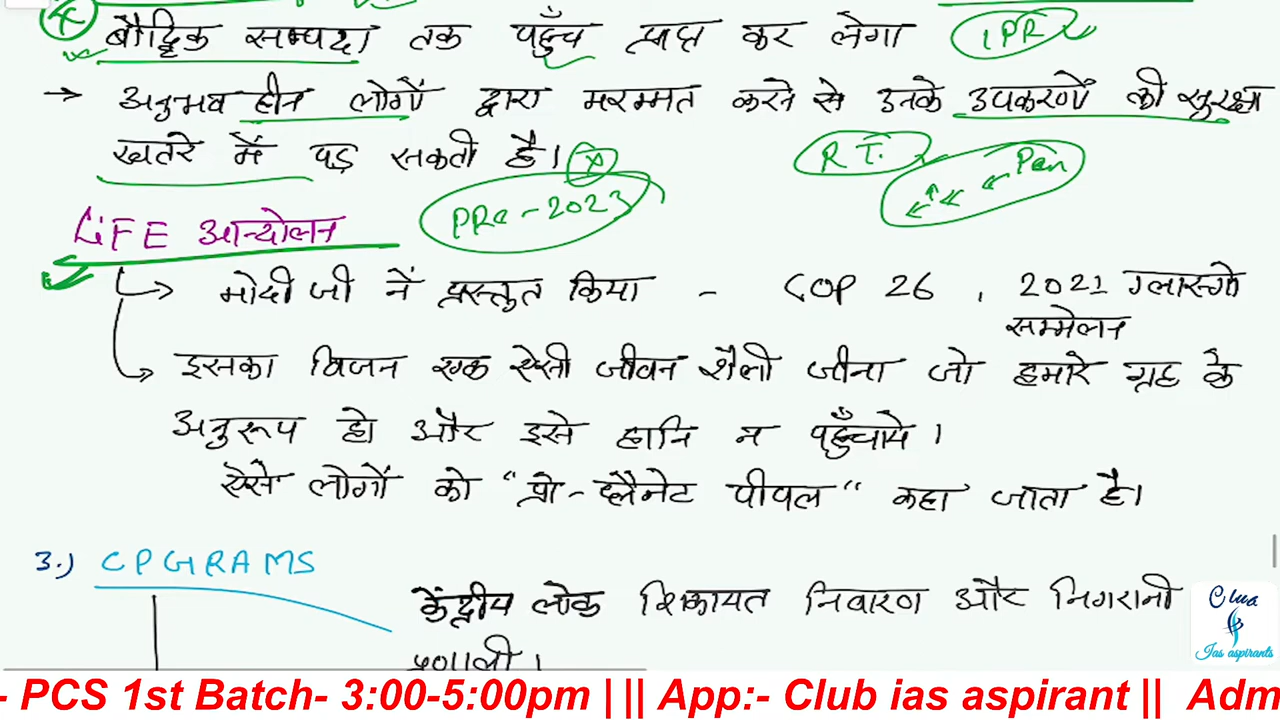 बौद्धिक सम्पदा तक पहुँच प्राप्त कर लेगा IPR
→ अनुभव हीन लोगों द्वारा मरम्मत करने से उनके उपकरणों की सुरक्षा
खतरे में पड़ सकती है। R T. Pen
LiFE आन्दोलन PRe - 2023
मोदी जी नें प्रस्तुत किया - COP 26 , 2021 ग्लास्गो
सम्मेलन
इसका विजन एक ऐसी जीवन शैली जीना जो हमारे ग्रह के
अनुरूप हो और इसे हानि न पहुँचाये।
ऐसे लोगों को "प्रो-प्लैनेट पीपल" कहा जाता है।
3.) CPGRAMS
केंद्रीय लोक शिकायत निवारण और निगरानी
प्रणाली।
Club
Ias aspirants
- PCS 1st Batch- 3:00-5:00pm | || App:- Club ias aspirant || Adm